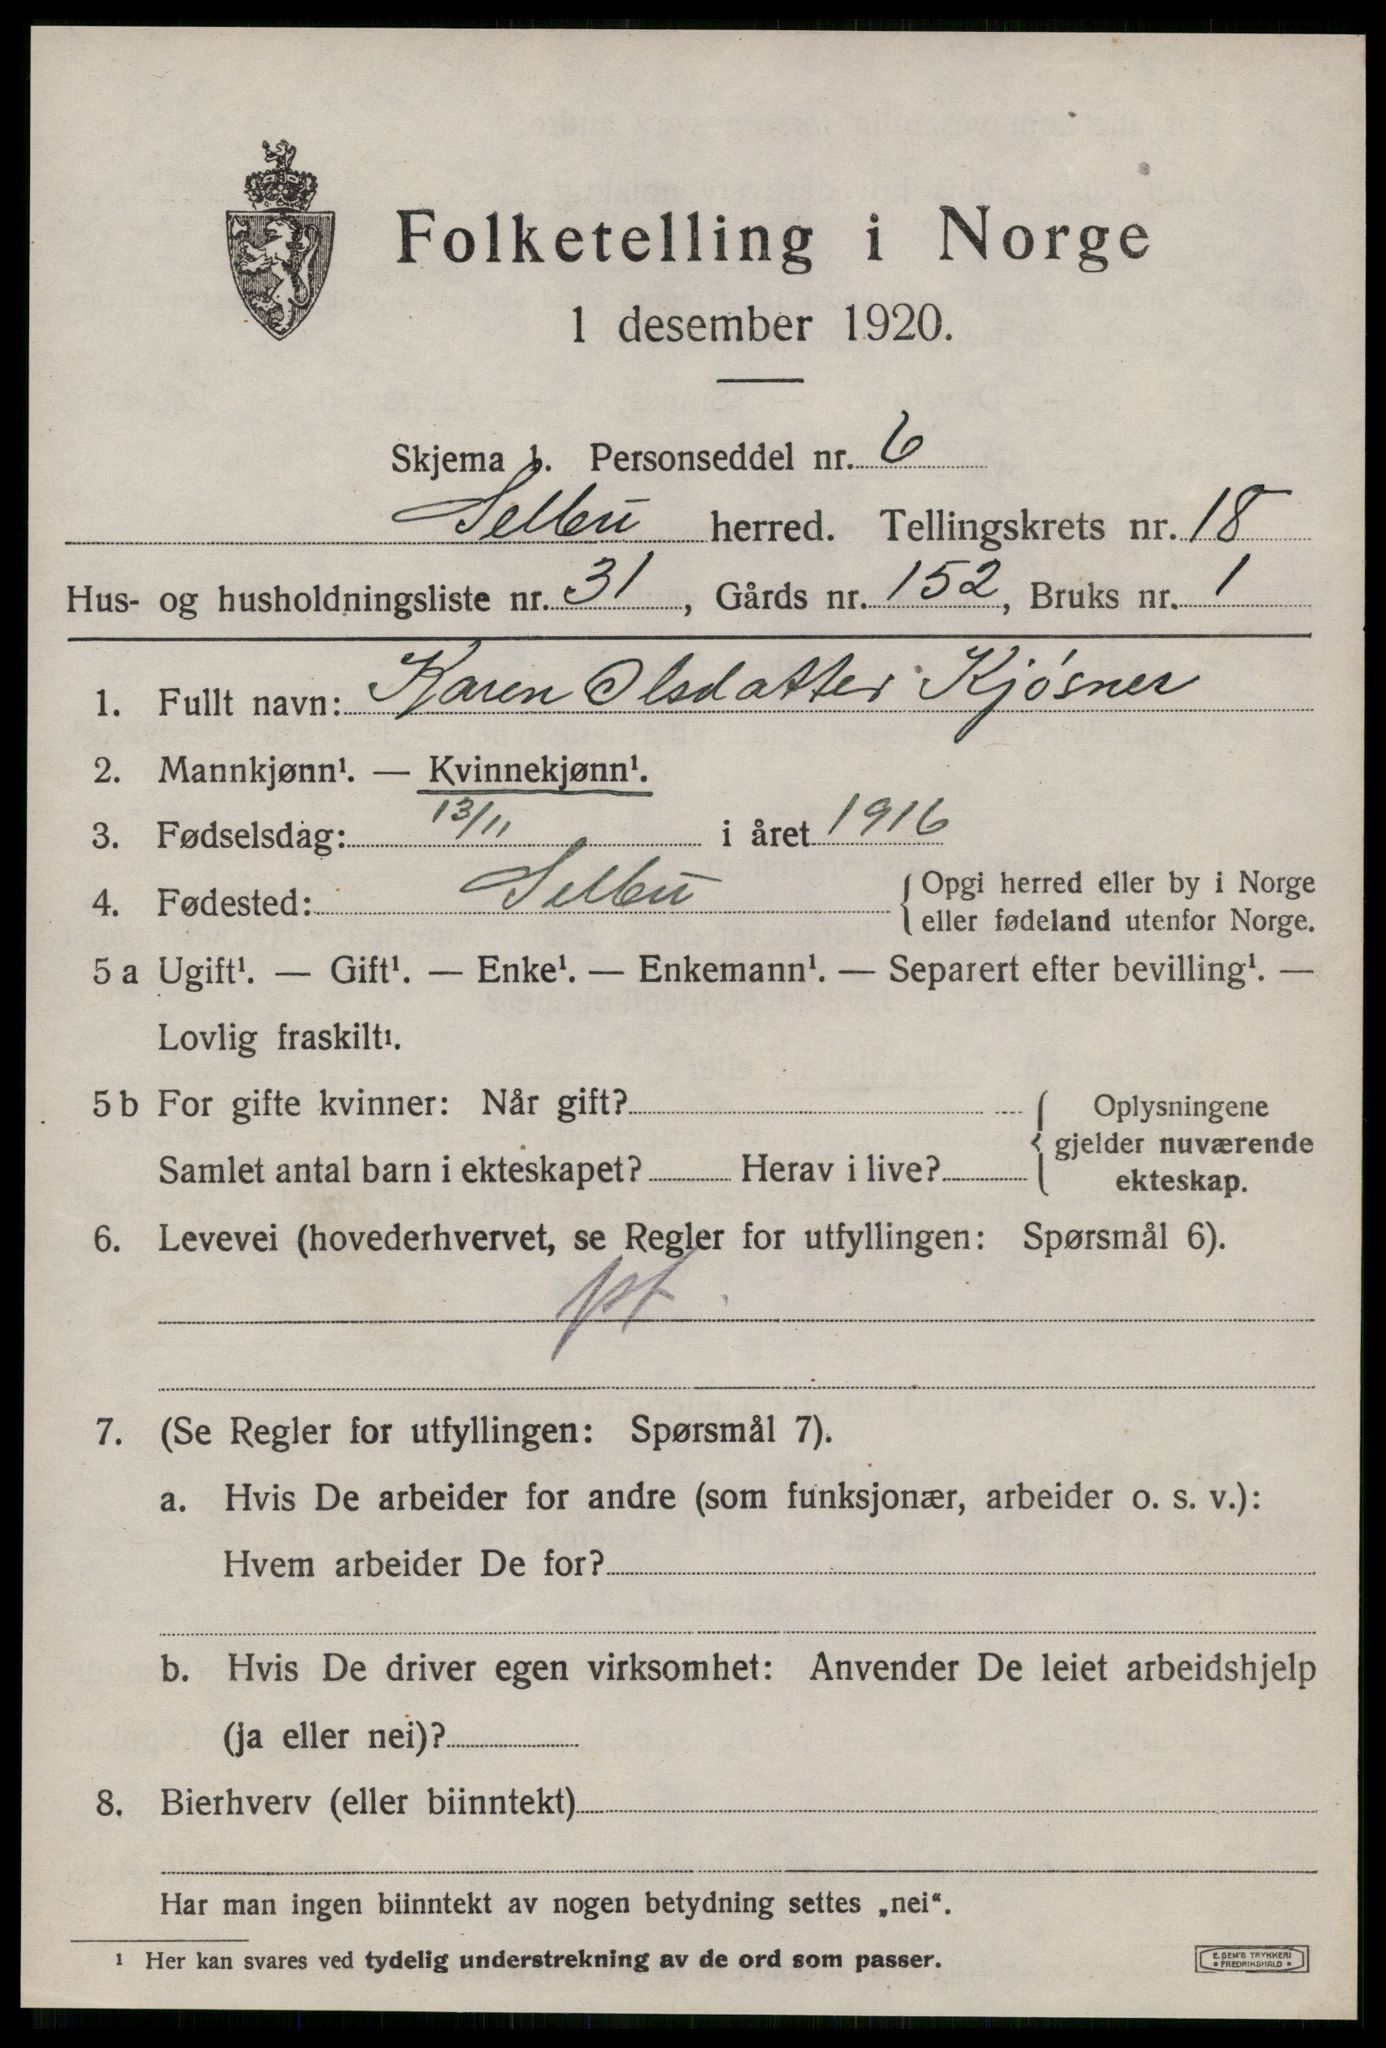 Folketelling i Norge
1 desember 1920.
Skjema 1. Personseddel nr. 6
Selbu herred. Tellingskrets nr. 18
Hus- og husholdningsliste nr. 31, Gårds nr. 152, Bruks nr. 1
1. Fullt navn: Karen Olsdatter Kjösner
2. Mannkjønn¹. — Kvinnekjønn¹.
3. Fødselsdag: 13/11 i året 1916
4. Fødested: Selbu { Opgi herred eller by i Norge
eller fødeland utenfor Norge.
5 a Ugift¹. — Gift¹. — Enke¹. — Enkemann¹. — Separert efter bevilling¹. —
Lovlig fraskilt¹.
5 b For gifte kvinner: Når gift? { Oplysningene
gjelder nuværende
Samlet antal barn i ekteskapet? Herav i live? ekteskap.
6. Levevei (hovederhvervet, se Regler for utfyllingen: Spørsmål 6).
pt.
7. (Se Regler for utfyllingen: Spørsmål 7).
a. Hvis De arbeider for andre (som funksjonær, arbeider o. s. v.):
Hvem arbeider De for?
b. Hvis De driver egen virksomhet: Anvender De leiet arbeidshjelp
(ja eller nei)?
8. Bierhverv (eller biinntekt)
Har man ingen biinntekt av nogen betydning settes „nei“.
¹ Her kan svares ved tydelig understrekning av de ord som passer.
E. SEM'S TRYKKERI
FREDRIKSHALD